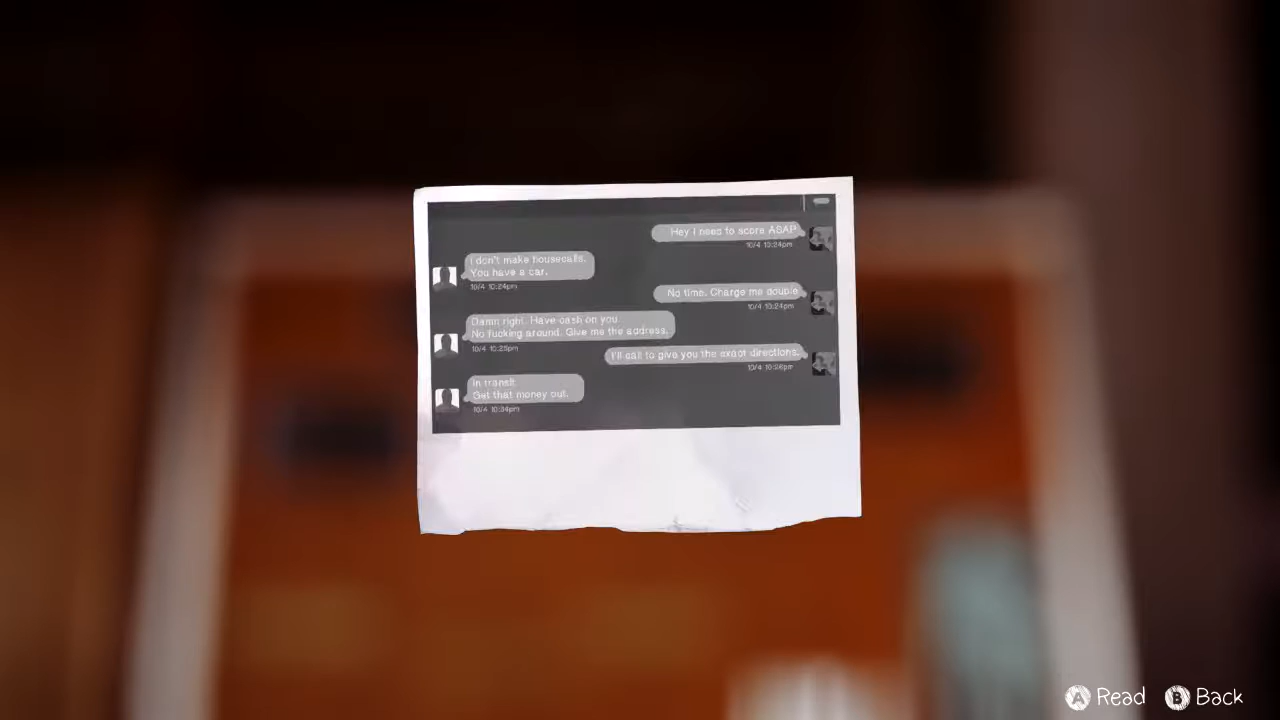 Hey I need to score ASAP
10/4 10:24pm
I don't make housecalls.
You have a car.
10/4 10:24pm
No time. Charge me double
10/4 10:24pm
Damn right. Have cash on you
No fucking around. Give me the address.
10/4 10:25pm
I'll call to give you the exact directions.
10/4 10:26pm
In transit
Get that money out.
10/4 10:34pm
A Read B Back